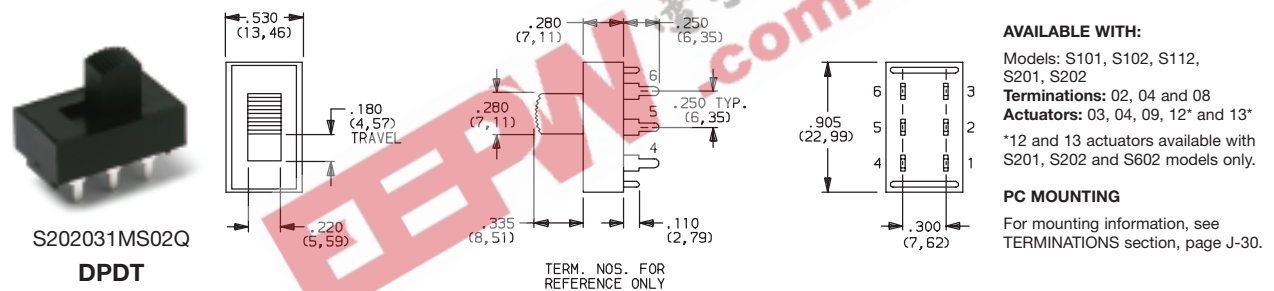 S202031MS02Q
DPDT
.530
(13,46)
.180
(4,57)
TRAVEL
.220
(5,59)
.280
(7,11)
.250
(6,35)
.280
(7,11)
6
5
4
.250 TYP.
(6,35)
.335
(8,51)
.110
(2,79)
TERM. NOS. FOR
REFERENCE ONLY
.905
(22,99)
6
3
5
2
4
1
.300
(7,62)
EEPW
.com
AVAILABLE WITH:
Models: S101, S102, S112,
S201, S202
Terminations: 02, 04 and 08
Actuators: 03, 04, 09, 12* and 13*
*12 and 13 actuators available with
S201, S202 and S602 models only.
PC MOUNTING
For mounting information, see
TERMINATIONS section, page J-30.